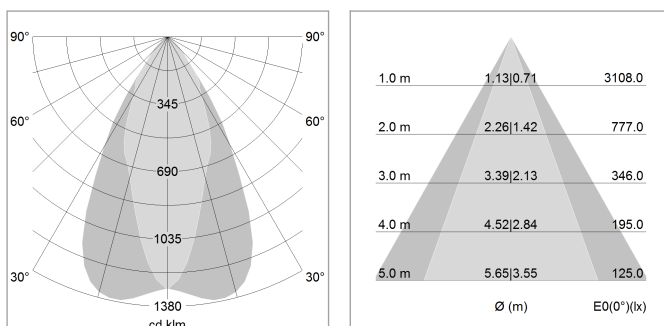 90° 90°
345
60° 60°
690
1035
30° 30°
1380
cd klm
1.0 m 1.13|0.71 3108.0
2.0 m 2.26|1.42 777.0
3.0 m 3.39|2.13 346.0
4.0 m 4.52|2.84 195.0
5.0 m 5.65|3.55 125.0
Ø (m) E0(0°)(lx)